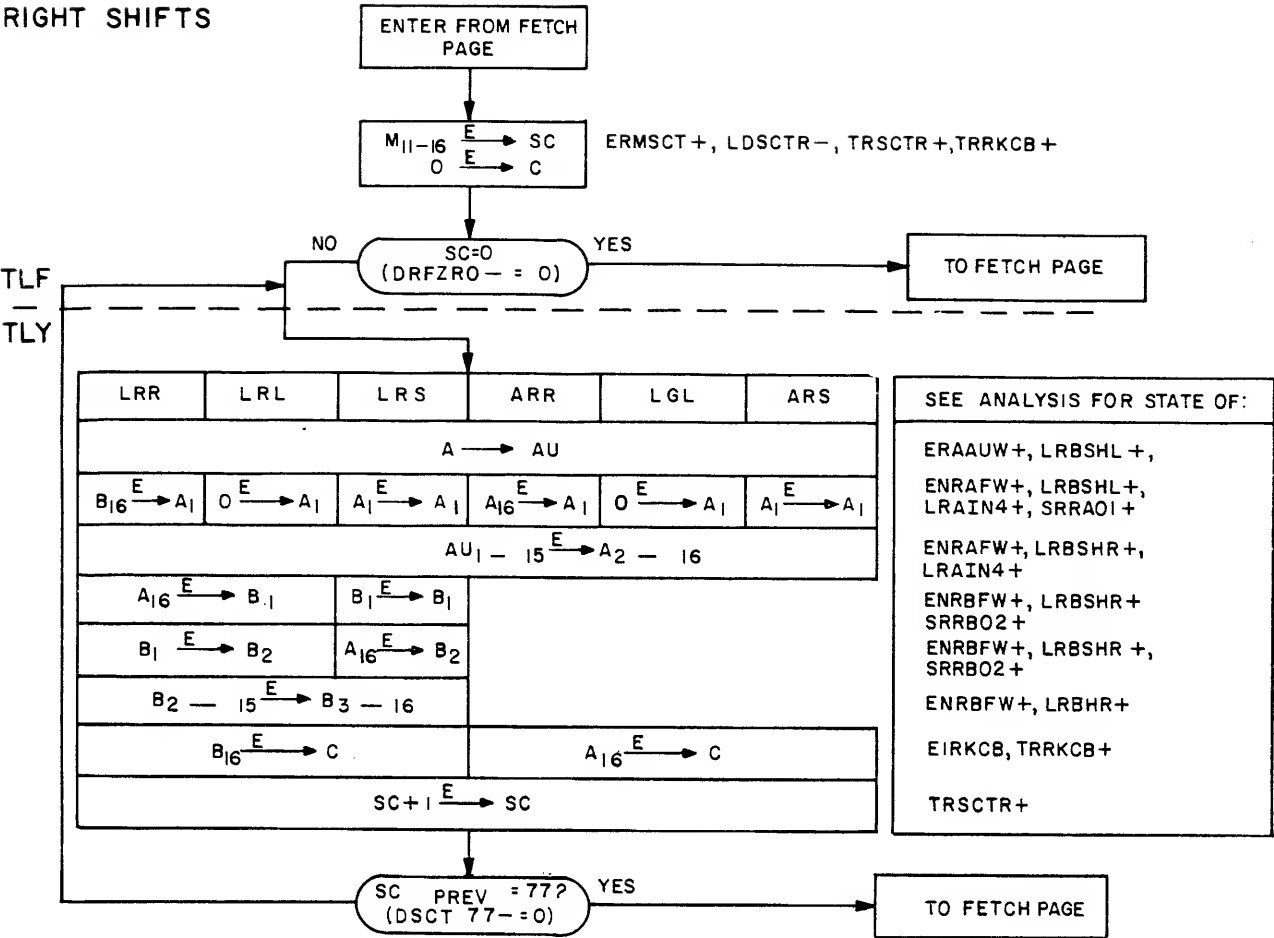 RIGHT SHIFTS
ENTER FROM FETCH
PAGE
M11-16 E→ SC
0 E→ C
ERMSCT+, LDSCTR-, TRSCTR+,TRRKCB+
NO
SC=0
(DRFZRO- = 0)
YES
TO FETCH PAGE
TLF
TLY
LRR LRL LRS ARR LGL ARS
SEE ANALYSIS FOR STATE OF:
A → AU
ERAAUW+, LRBSHL+,
B16 E→ A1 0 E→ A1 A1 E→ A1 A16 E→ A1 0 E→ A1 A1 E→ A1
ENRAFW+, LRBSHL+,
LRAIN4+, SRRA01+
AU1 - 15 E→ A2 - 16
ENRAFW+, LRBSHR+,
LRAIN4+
A16 E→ B1 B1 E→ B1
ENRBFW+, LRBSHR+
SRRB02+
B1 E→ B2 A16 E→ B2
ENRBFW+, LRBSHR+,
SRRB02+
B2 - 15 E→ B3 - 16
ENRBFW+, LRBHR+
B16 E→ C A16 E→ C
EIRKCB, TRRKCB+
SC+1 E→ SC
TRSCTR+
SC PREV = 77?
(DSCT 77-=0)
YES
TO FETCH PAGE